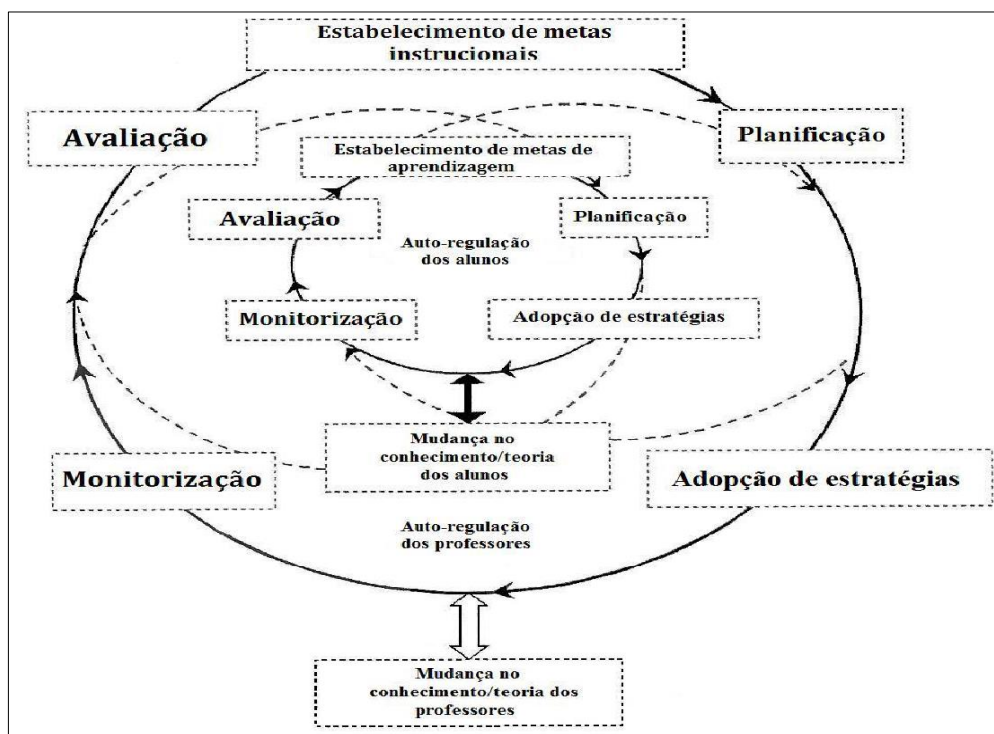 Estabelecimento de metas
instrucionais
Avaliação
Planificação
Estabelecimento de metas de
aprendizagem
Avaliação
Planificação
Auto-regulação
dos alunos
Monitorização
Adopção de estratégias
Mudança no
conhecimento/teoria
dos alunos
Monitorização
Adopção de estratégias
Auto-regulação
dos professores
Mudança no
conhecimento/teoria dos
professores